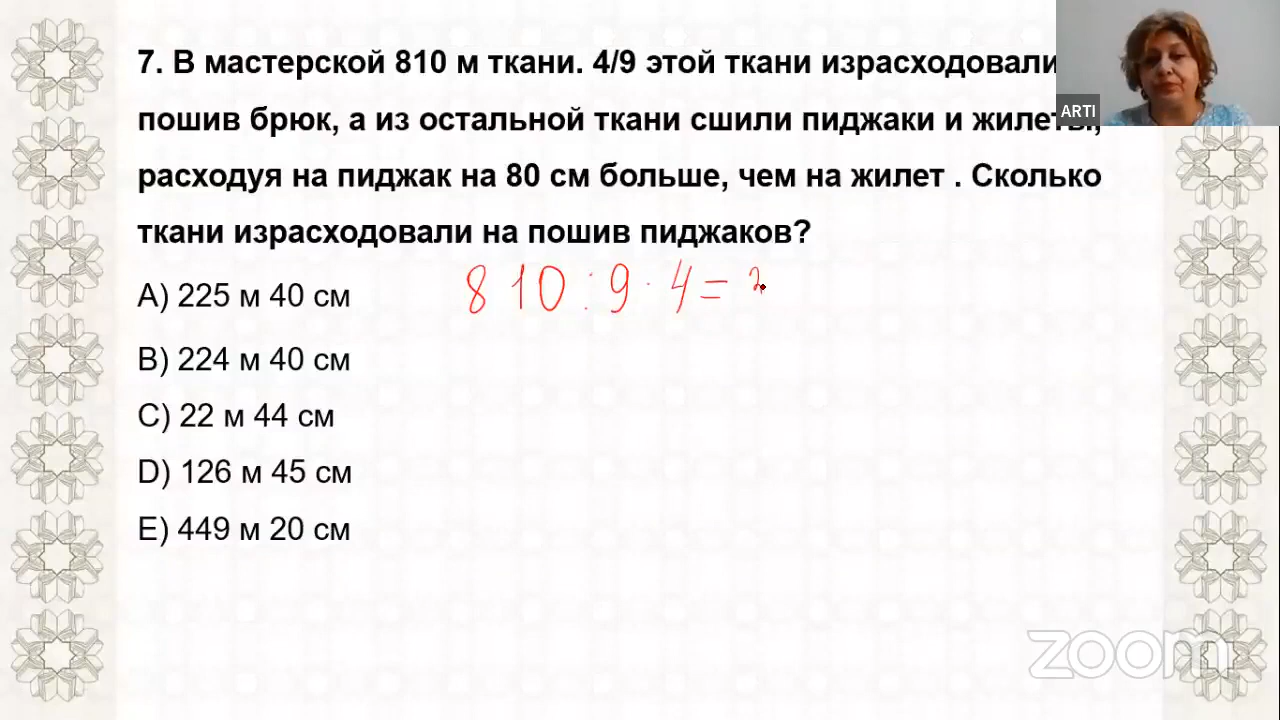 7. В мастерской 810 м ткани. 4/9 этой ткани израсходовали
пошив брюк, а из остальной ткани сшили пиджаки и жилеты,
расходуя на пиджак на 80 см больше, чем на жилет . Сколько
ткани израсходовали на пошив пиджаков?
A) 225 м 40 см
810:9·4=
B) 224 м 40 см
C) 22 м 44 см
D) 126 м 45 см
E) 449 м 20 см
ARTI
zoom